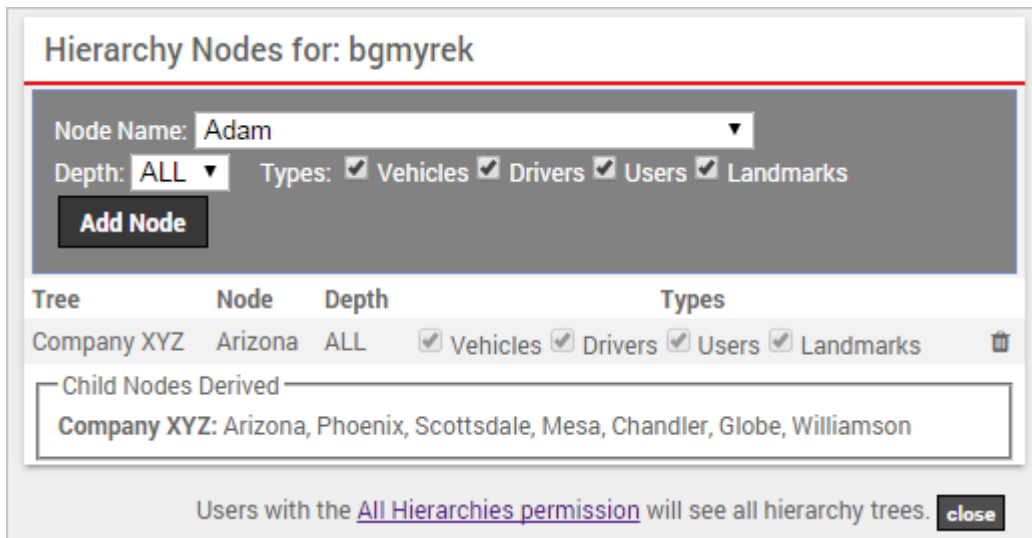 Hierarchy Nodes for: bgmyrek
Node Name: Adam
Depth: ALL Types: Vehicles Drivers Users Landmarks
Add Node
Tree Node Depth Types
Company XYZ Arizona ALL Vehicles Drivers Users Landmarks
Child Nodes Derived
Company XYZ: Arizona, Phoenix, Scottsdale, Mesa, Chandler, Globe, Williamson
Users with the All Hierarchies permission will see all hierarchy trees. close